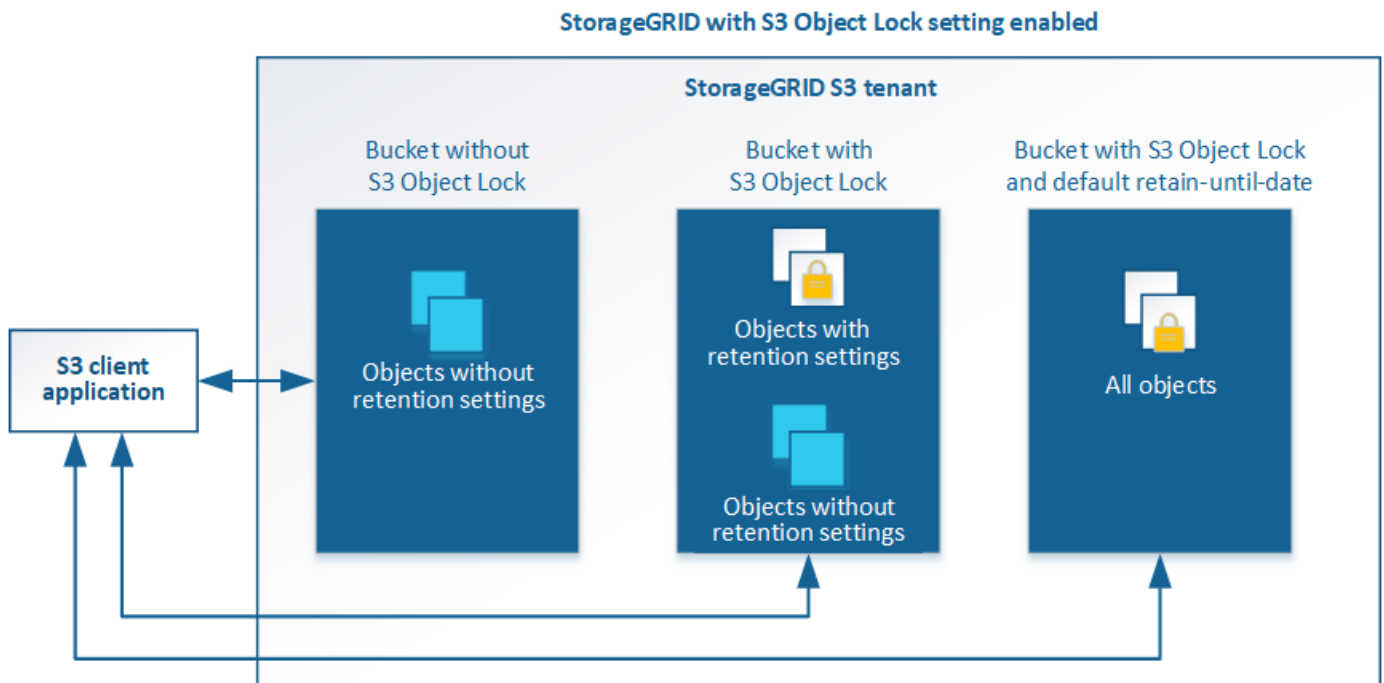 StorageGRID with S3 Object Lock setting enabled
StorageGRID S3 tenant
Bucket without
S3 Object Lock
Objects without
retention settings
Bucket with
S3 Object Lock
Objects with
retention settings
Objects without
retention settings
Bucket with S3 Object Lock
and default retain-until-date
All objects
S3 client
application